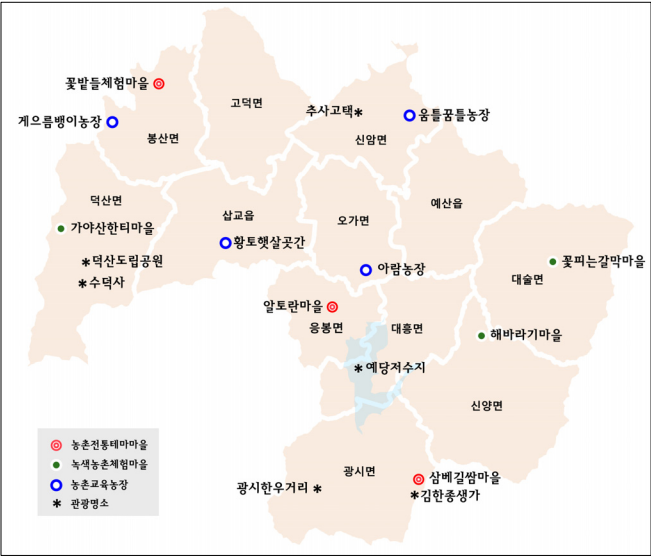 꽃밭들체험마을
고덕면
추사고택
움틀꿈틀농장
게으름뱅이농장
봉산면
신암면
덕산면
예산읍
삽교읍
오가면
가야산한티마을
황토햇살곳간
덕산도립공원
꽃피는갈막마을
아람농장
대술면
수덕사
알토란마을
응봉면
대흥면
해바라기마을
예당저수지
신양면
농촌전통테마마을
녹색농촌체험마을
농촌교육농장
관광명소
광시면
삼베길쌈마을
광시한우거리
김한종생가